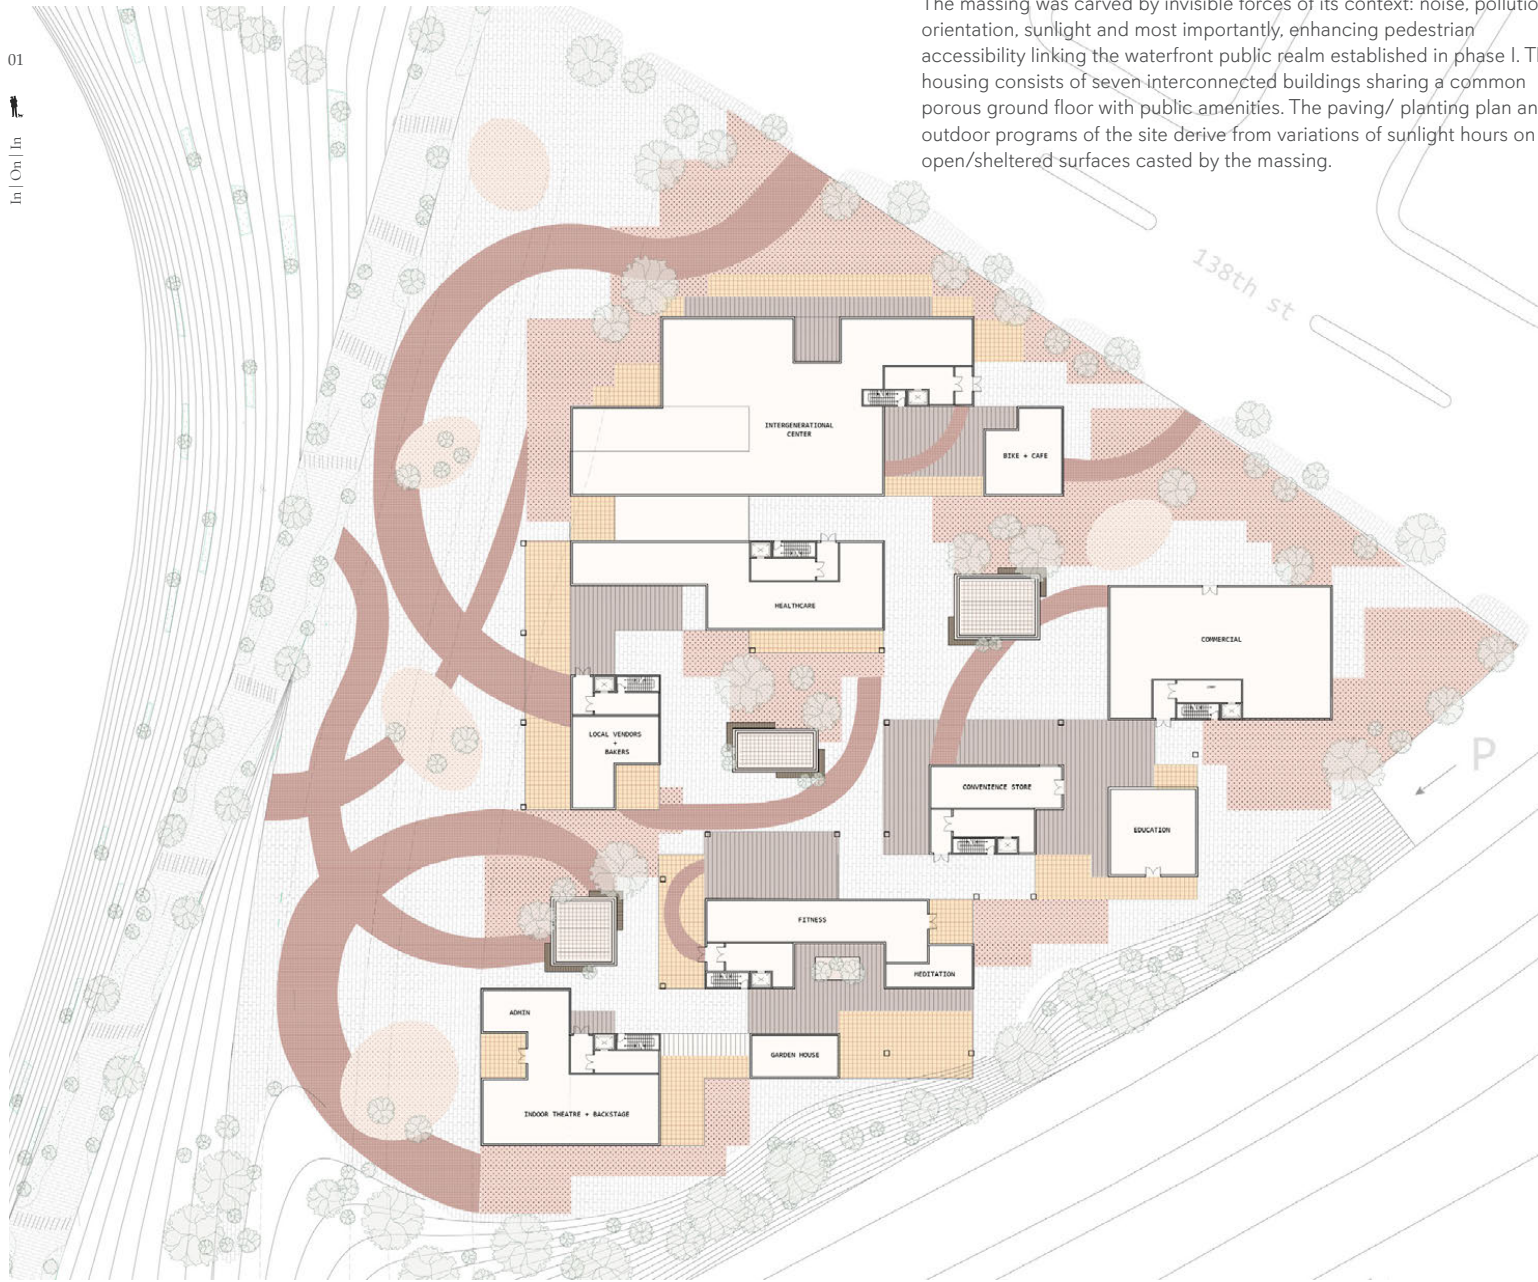 The massing was carved by invisible forces of its context: noise, pollutio
orientation, sunlight and most importantly, enhancing pedestrian
accessibility linking the waterfront public realm established in phase I. T
housing consists of seven interconnected buildings sharing a common
porous ground floor with public amenities. The paving/ planting plan an
outdoor programs of the site derive from variations of sunlight hours on
open/sheltered surfaces casted by the massing.
01
In | On | In
138th st
INTERGENERATIONAL
CENTER
BIKE + CAFE
HEALTHCARE
COMMERCIAL
LOCAL VENDORS
+
BAKERS
P
CONVENIENCE STORE
EDUCATION
FITNESS
MEDITATION
ADMIN
GARDEN HOUSE
INDOOR THEATRE + BACKSTAGE